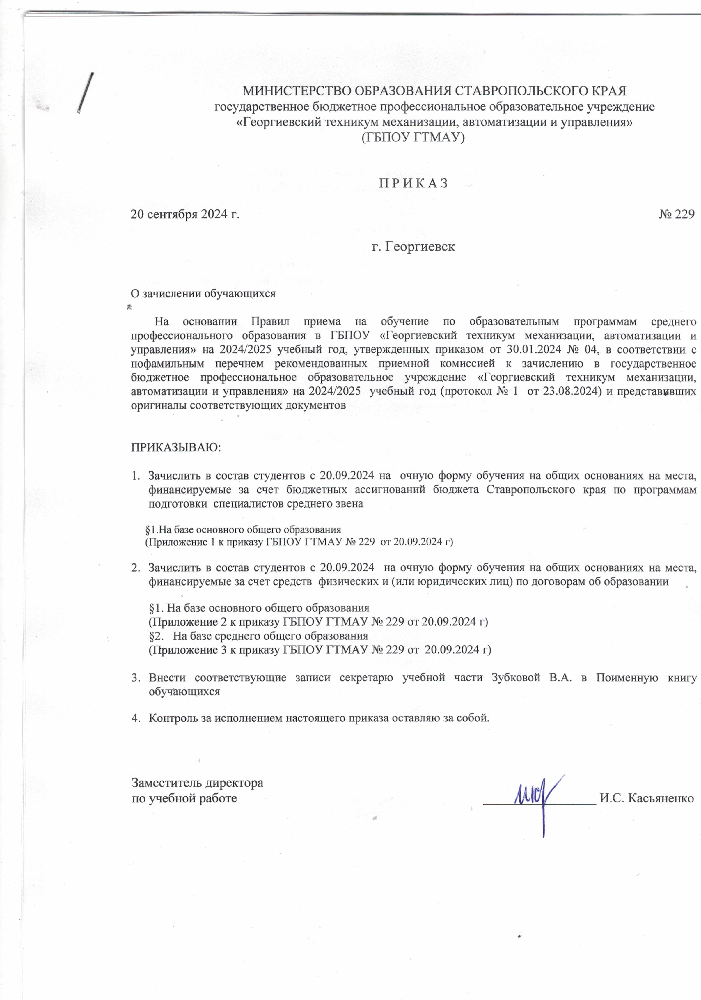 МИНИСТЕРСТВО ОБРАЗОВАНИЯ СТАВРОПОЛЬСКОГО КРАЯ
государственное бюджетное профессиональное образовательное учреждение
«Георгиевский техникум механизации, автоматизации и управления»
(ГБПОУ ГТМАУ)
П Р И К А З
20 сентября 2024 г. № 229
г. Георгиевск
О зачислении обучающихся
На основании Правил приема на обучение по образовательным программам среднего
профессионального образования в ГБПОУ «Георгиевский техникум механизации, автоматизации и
управления» на 2024/2025 учебный год, утвержденных приказом от 30.01.2024 № 04, в соответствии с
пофамильным перечнем рекомендованных приемной комиссией к зачислению в государственное
бюджетное профессиональное образовательное учреждение «Георгиевский техникум механизации,
автоматизации и управления» на 2024/2025 учебный год (протокол № 1 от 23.08.2024) и представивших
оригиналы соответствующих документов
ПРИКАЗЫВАЮ:
1. Зачислить в состав студентов с 20.09.2024 на очную форму обучения на общих основаниях на места,
финансируемые за счет бюджетных ассигнований бюджета Ставропольского края по программам
подготовки специалистов среднего звена
§1.На базе основного общего образования
(Приложение 1 к приказу ГБПОУ ГТМАУ № 229 от 20.09.2024 г)
2. Зачислить в состав студентов с 20.09.2024 на очную форму обучения на общих основаниях на места,
финансируемые за счет средств физических и (или юридических лиц) по договорам об образовании
§1. На базе основного общего образования
(Приложение 2 к приказу ГБПОУ ГТМАУ № 229 от 20.09.2024 г)
§2. На базе среднего общего образования
(Приложение 3 к приказу ГБПОУ ГТМАУ № 229 от 20.09.2024 г)
3. Внести соответствующие записи секретарю учебной части Зубковой В.А. в Поименную книгу
обучающихся
4. Контроль за исполнением настоящего приказа оставляю за собой.
Заместитель директора
по учебной работе И.С. Касьяненко